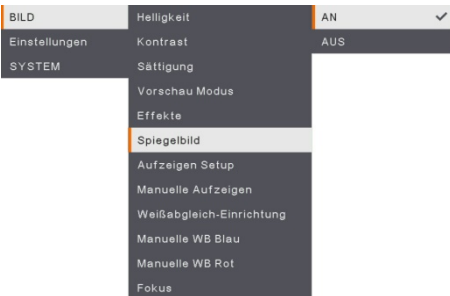 BILD
Einstellungen
SYSTEM
Helligkeit
Kontrast
Sättigung
Vorschau Modus
Effekte
Spiegelbild
Aufzeigen Setup
Manuelle Aufzeigen
Weißabgleich-Einrichtung
Manuelle WB Blau
Manuelle WB Rot
Fokus
AN
AUS